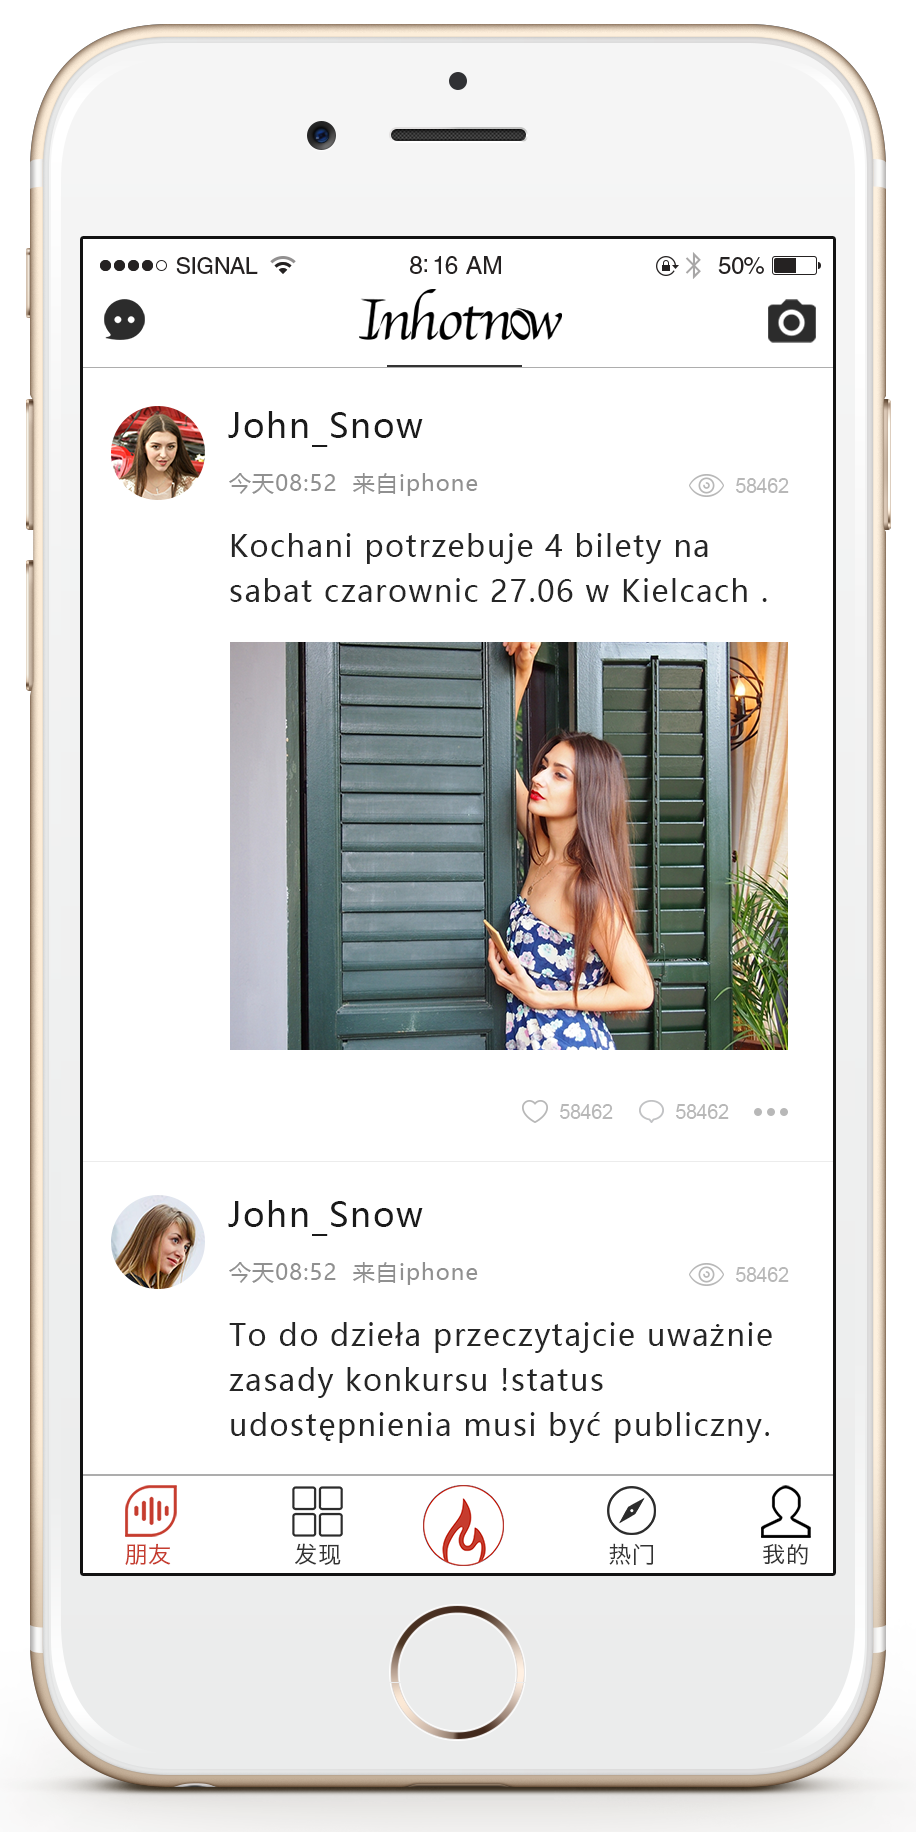 SIGNAL 8:16 AM 50%
Inhotnow
John_Snow
今天08:52 来自iphone 58462
Kochani potrzebuje 4 bilety na
sabat czarownic 27.06 w Kielcach .
58462 58462
John_Snow
今天08:52 来自iphone 58462
To do dzieła przeczytajcie uważnie
zasady konkursu !status
udostępnienia musi być publiczny.
朋友 发现 热门 我的